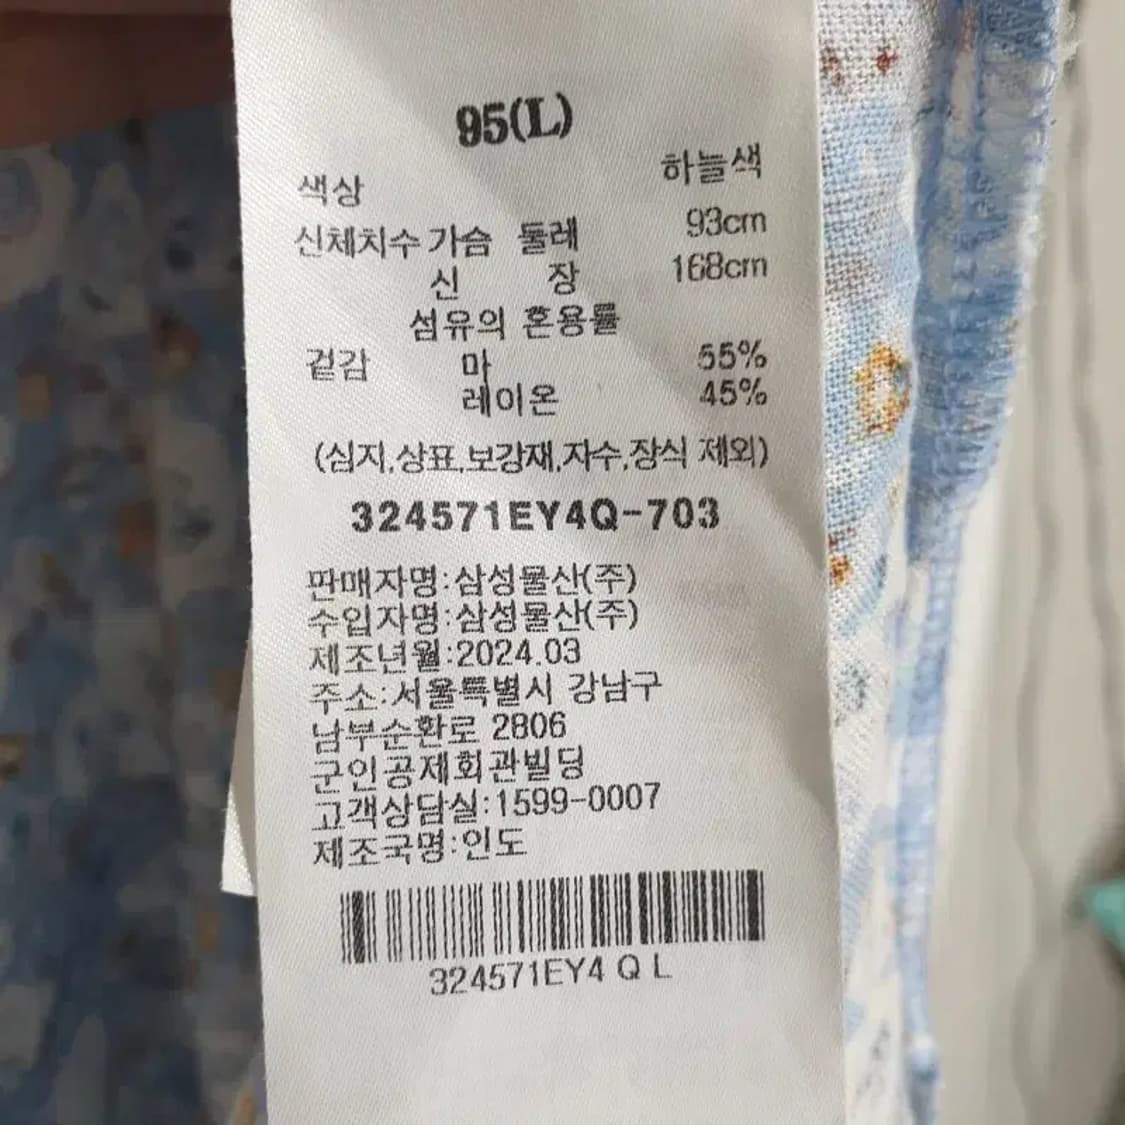 95(L)
색상 하늘색
신체치수 가슴 둘레 93cm
신 장 168cm
섬유의 혼용률
겉감 마 55%
레이온 45%
(심지,상표,보강재,자수,장식 제외)
324571EY4Q-703
판매자명:삼성물산(주)
수입자명:삼성물산(주)
제조년월:2024.03
주소:서울특별시 강남구
남부순환로 2806
군인공제회관빌딩
고객상담실:1599-0007
제조국명:인도
324571EY4 Q L